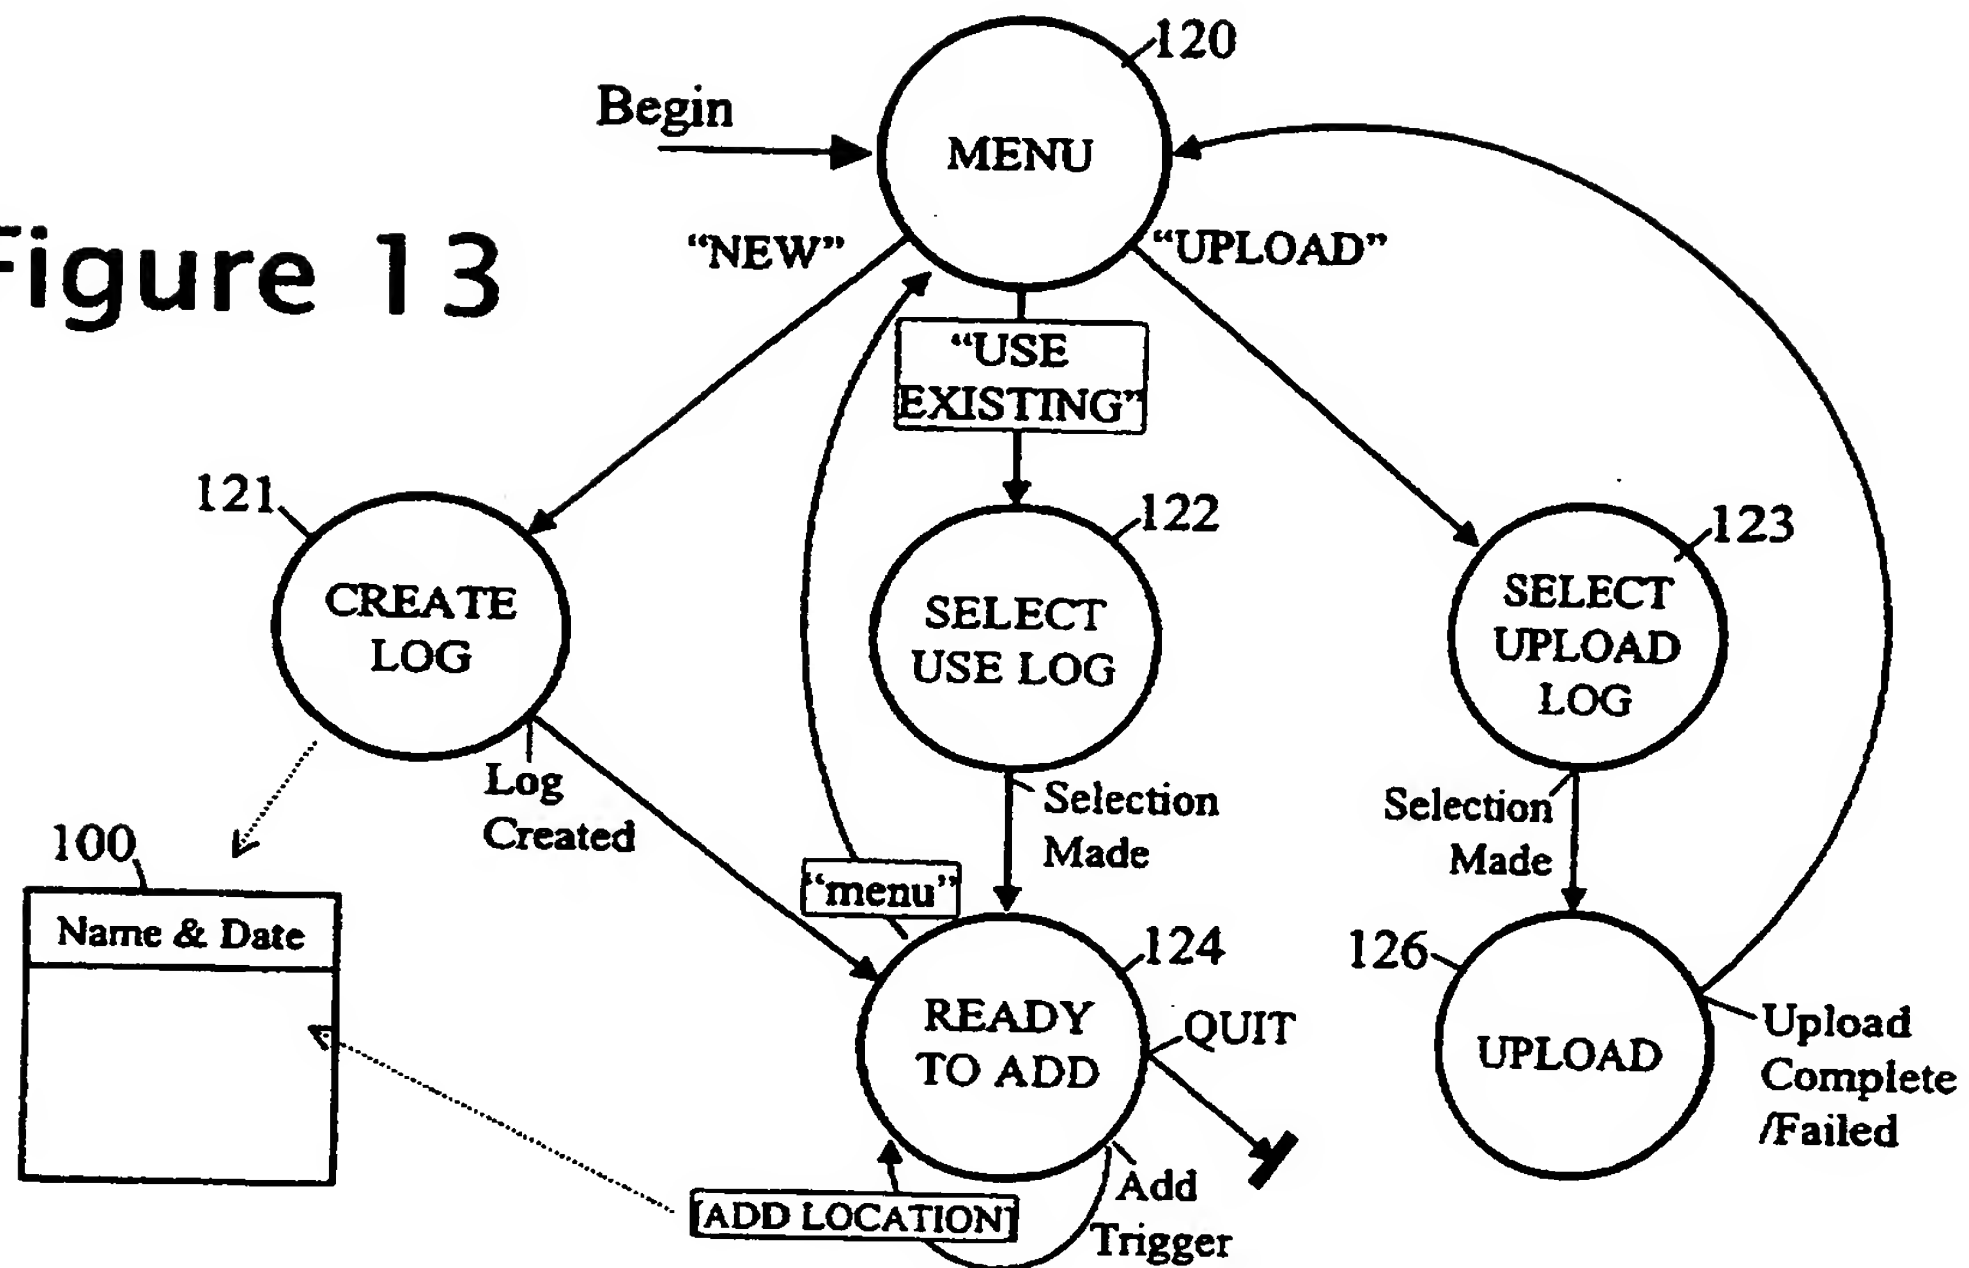 120
Begin
MENU
Figure 13
“NEW”
“UPLOAD”
“USE
EXISTING”
121
122
123
CREATE
LOG
SELECT
USE LOG
SELECT
UPLOAD
LOG
Log
Created
Selection
Made
Selection
Made
100
“menu”
Name & Date
124
126
READY
TO ADD
QUIT
UPLOAD
Upload
Complete
/Failed
[ADD LOCATION]
Add
Trigger